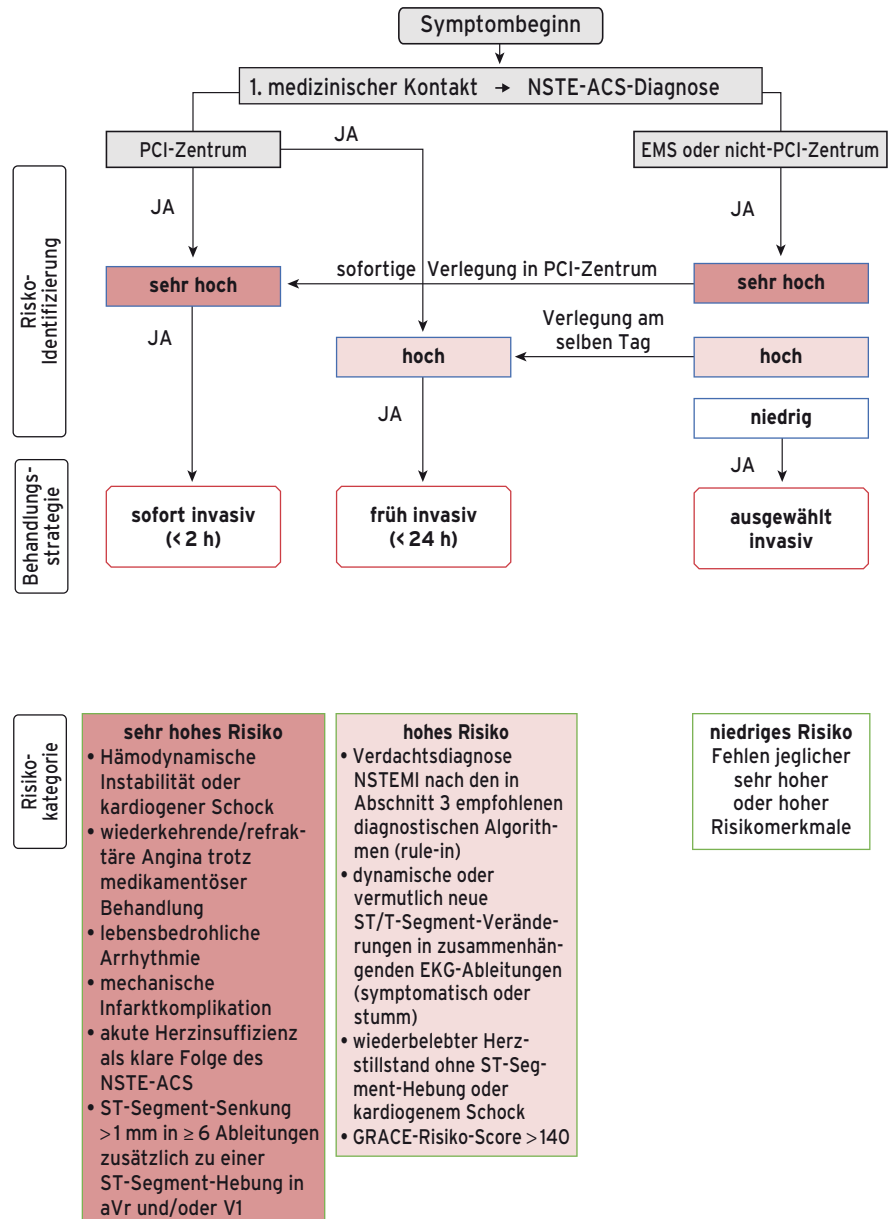 Symptombeginn
1. medizinischer Kontakt → NSTE-ACS-Diagnose
PCI-Zentrum
JA
EMS oder nicht-PCI-Zentrum
JA
JA
Risko-
Identifizierung
sehr hoch
sofortige Verlegung in PCI-Zentrum
sehr hoch
JA
Verlegung am
selben Tag
hoch
hoch
JA
niedrig
JA
Behandlungs-
strategie
sofort invasiv
(< 2 h)
früh invasiv
(< 24 h)
ausgewählt
invasiv
Risiko-
kategorie
sehr hohes Risiko
• Hämodynamische
Instabilität oder
kardiogener Schock
• wiederkehrende/refrak-
täre Angina trotz
medikamentöser
Behandlung
• lebensbedrohliche
Arrhythmie
• mechanische
Infarktkomplikation
• akute Herzinsuffizienz
als klare Folge des
NSTE-ACS
• ST-Segment-Senkung
>1 mm in ≥ 6 Ableitungen
zusätzlich zu einer
ST-Segment-Hebung in
aVr und/oder V1
hohes Risiko
• Verdachtsdiagnose
NSTEMI nach den in
Abschnitt 3 empfohlenen
diagnostischen Algorith-
men (rule-in)
• dynamische oder
vermutlich neue
ST/T-Segment-Verände-
rungen in zusammenhän-
genden EKG-Ableitungen
(symptomatisch oder
stumm)
• wiederbelebter Herz-
stillstand ohne ST-Seg-
ment-Hebung oder
kardiogenem Schock
• GRACE-Risiko-Score >140
niedriges Risiko
Fehlen jeglicher
sehr hoher
oder hoher
Risikomerkmale